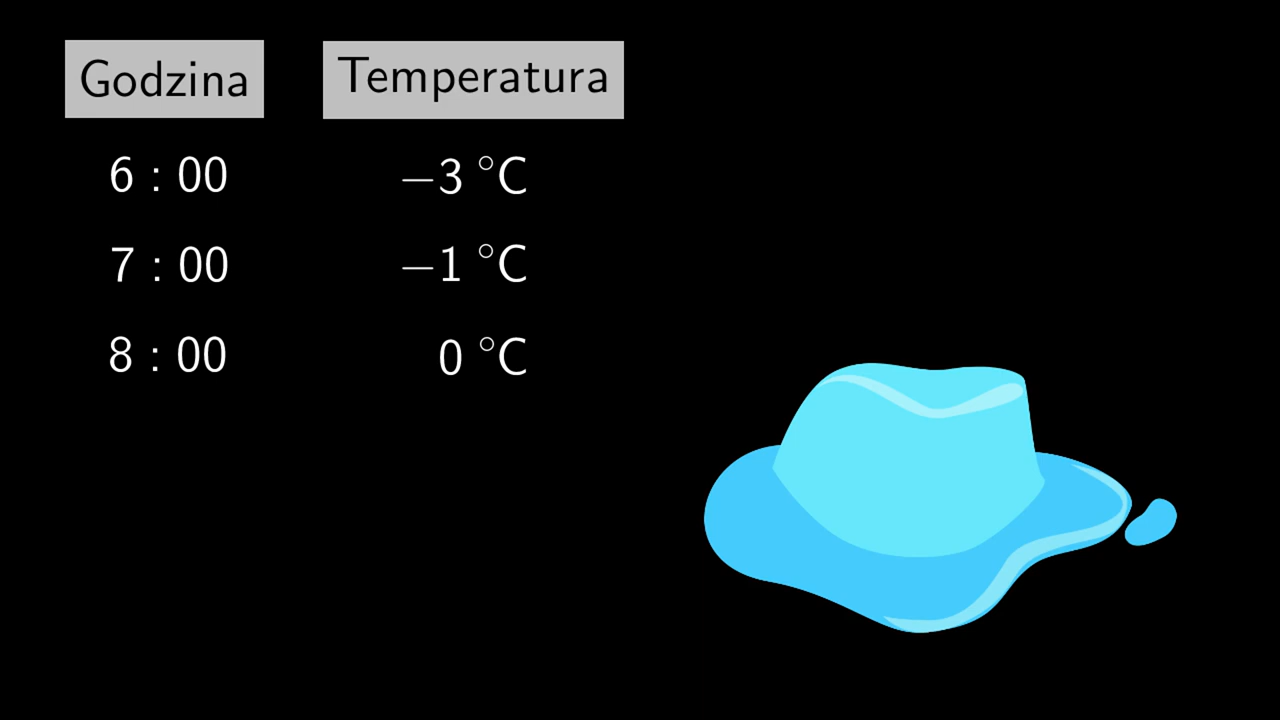 Godzina Temperatura
6 : 00 −3 °C
7 : 00 −1 °C
8 : 00 0 °C